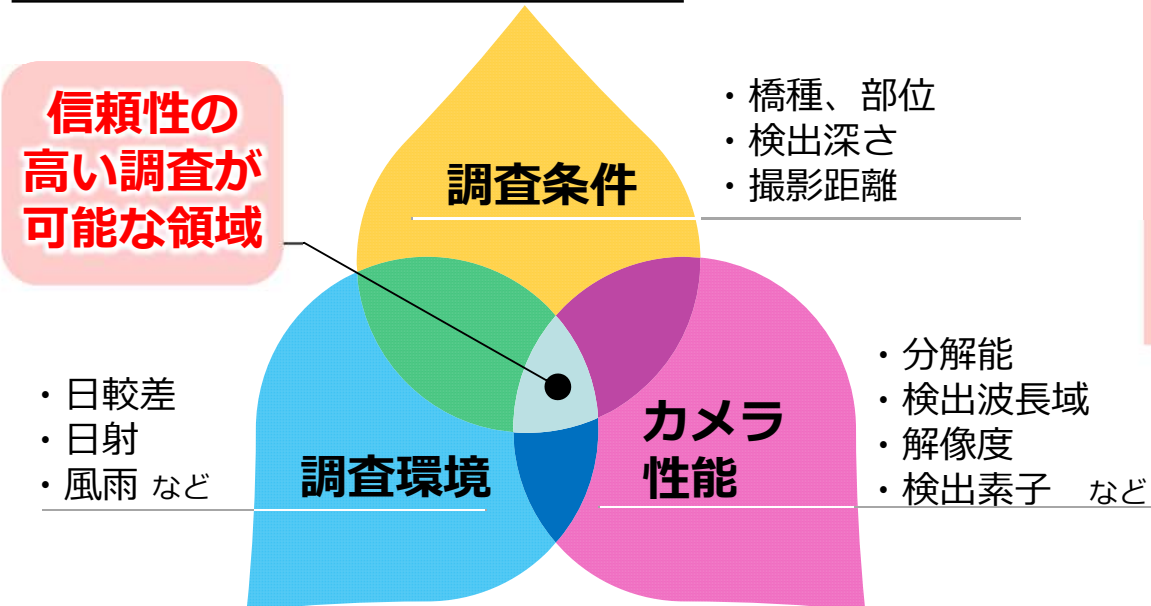 信頼性の
高い調査が
可能な領域
調査条件
・橋種、部位
・検出深さ
・撮影距離
・日較差
・日射
・風雨 など
調査環境
カメラ
性能
・分解能
・検出波長域
・解像度
・検出素子 など